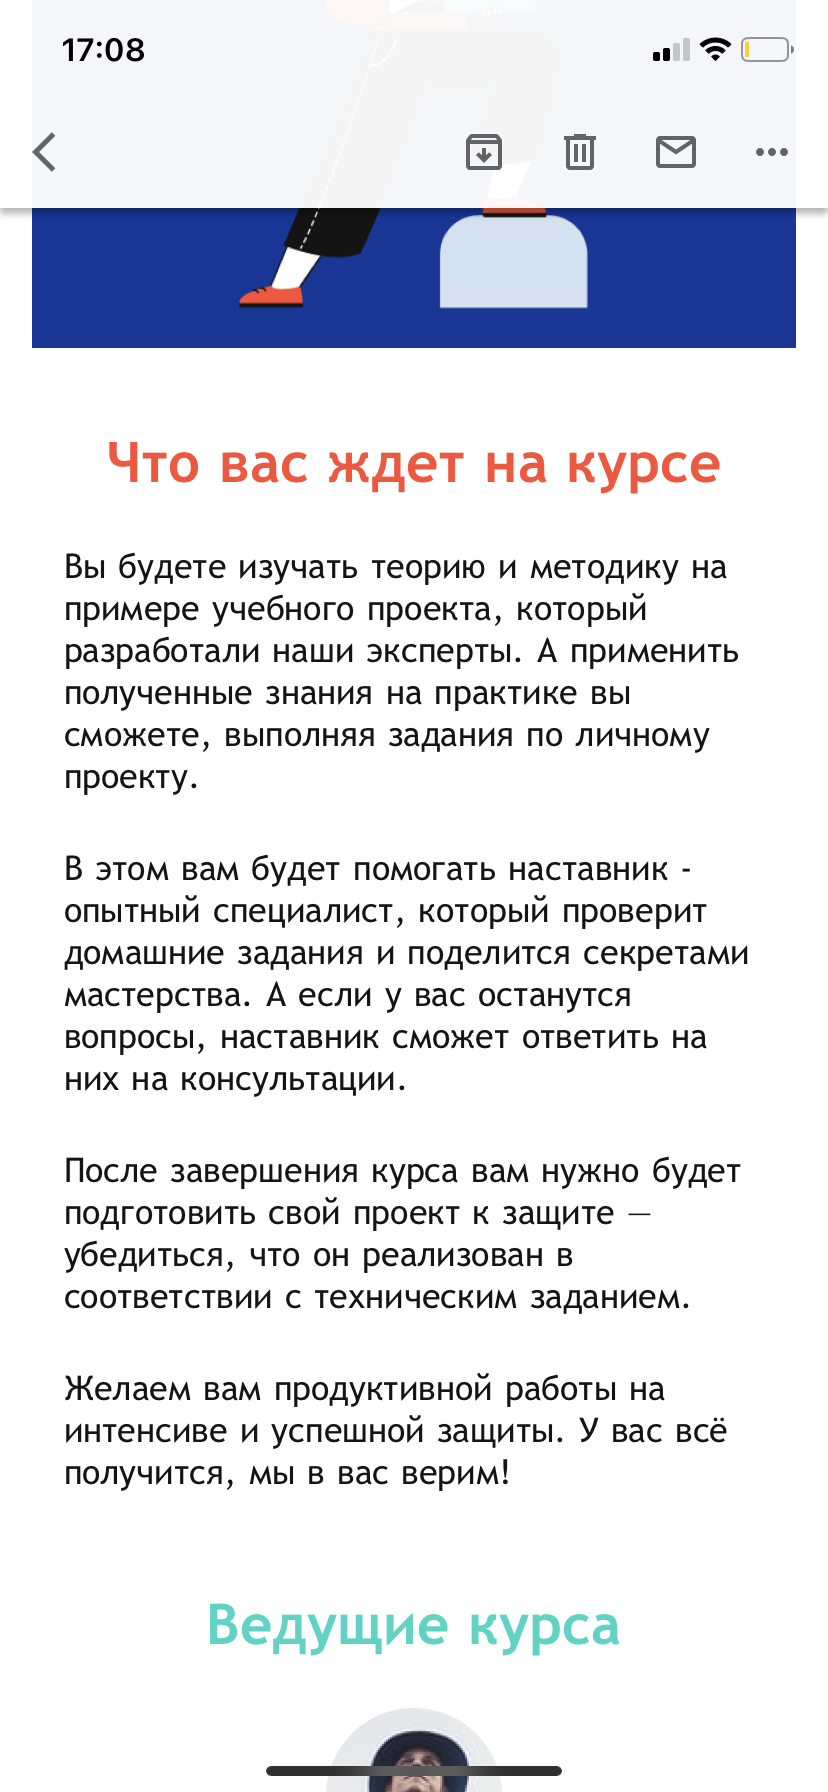 17:08
Что вас ждет на курсе
Вы будете изучать теорию и методику на
примере учебного проекта, который
разработали наши эксперты. А применить
полученные знания на практике вы
сможете, выполняя задания по личному
проекту.
В этом вам будет помогать наставник -
опытный специалист, который проверит
домашние задания и поделится секретами
мастерства. А если у вас останутся
вопросы, наставник сможет ответить на
них на консультации.
После завершения курса вам нужно будет
подготовить свой проект к защите —
убедиться, что он реализован в
соответствии с техническим заданием.
Желаем вам продуктивной работы на
интенсиве и успешной защиты. У вас всё
получится, мы в вас верим!
Ведущие курса